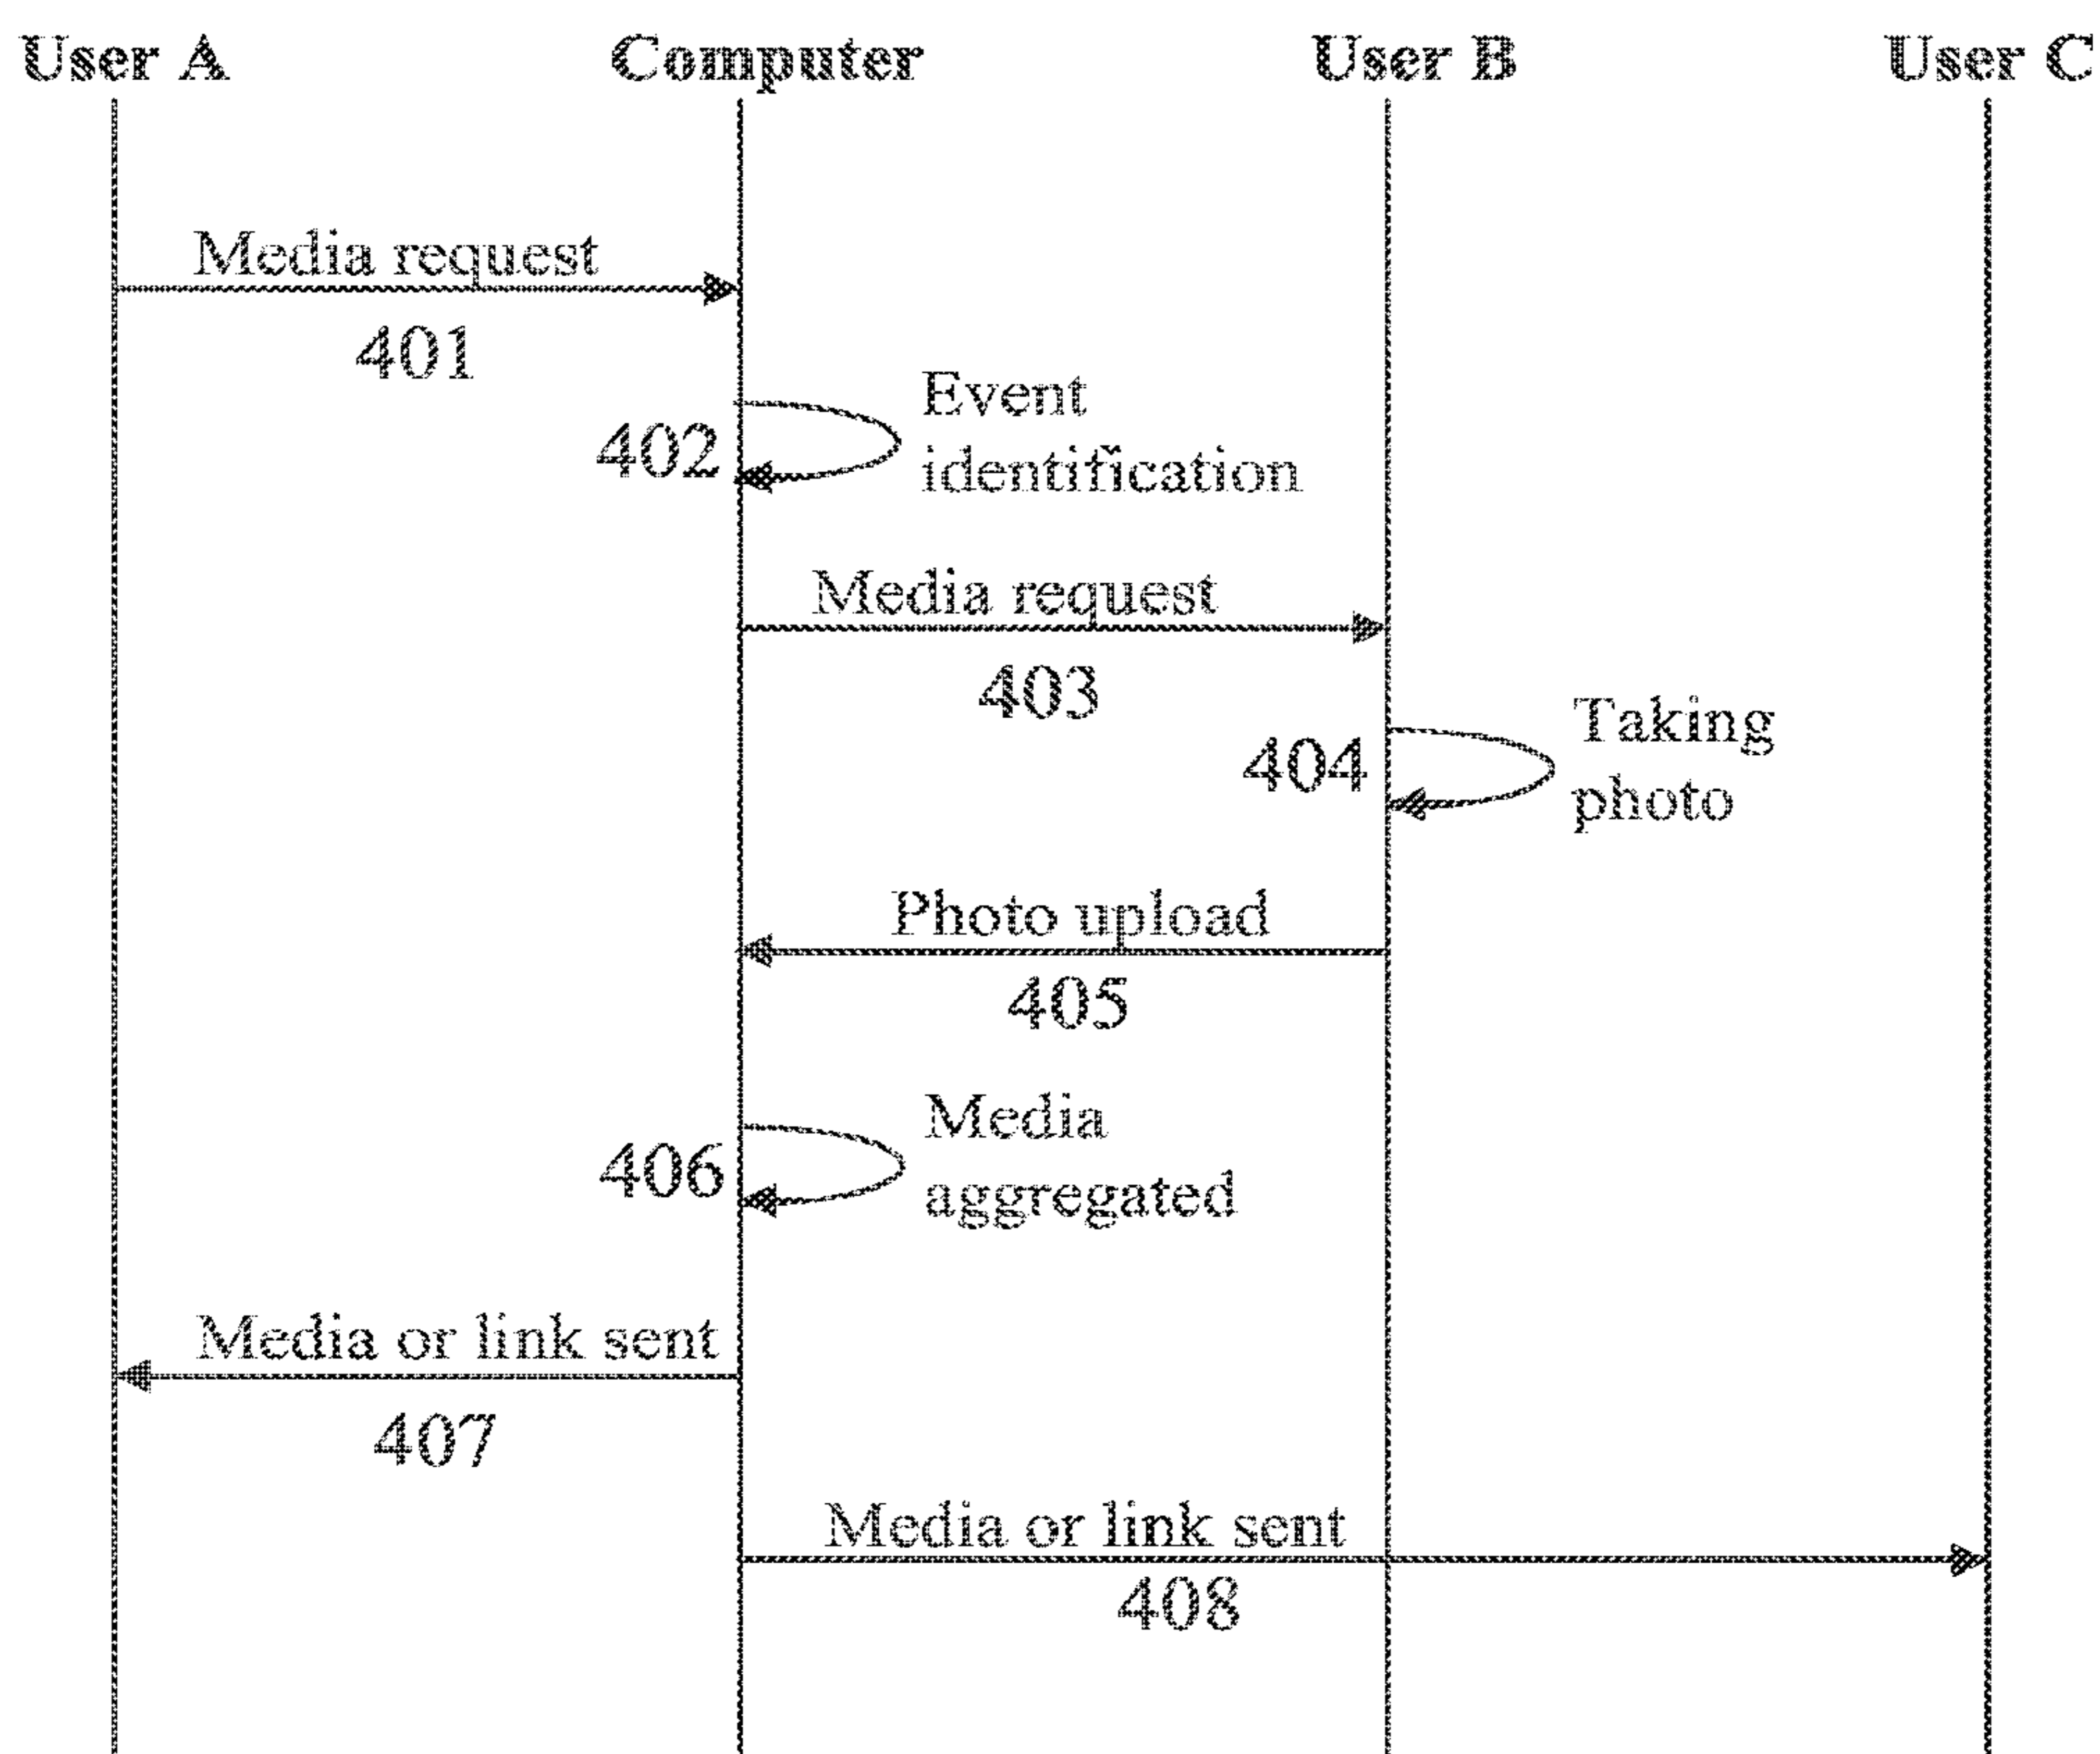 User A
Computer
User B
User C
Media request
401
Event
402
identification
Media request
403
Taking
404
photo
Photo upload
405
Media
406
aggregated
Media or link sent
407
Media or link sent
408